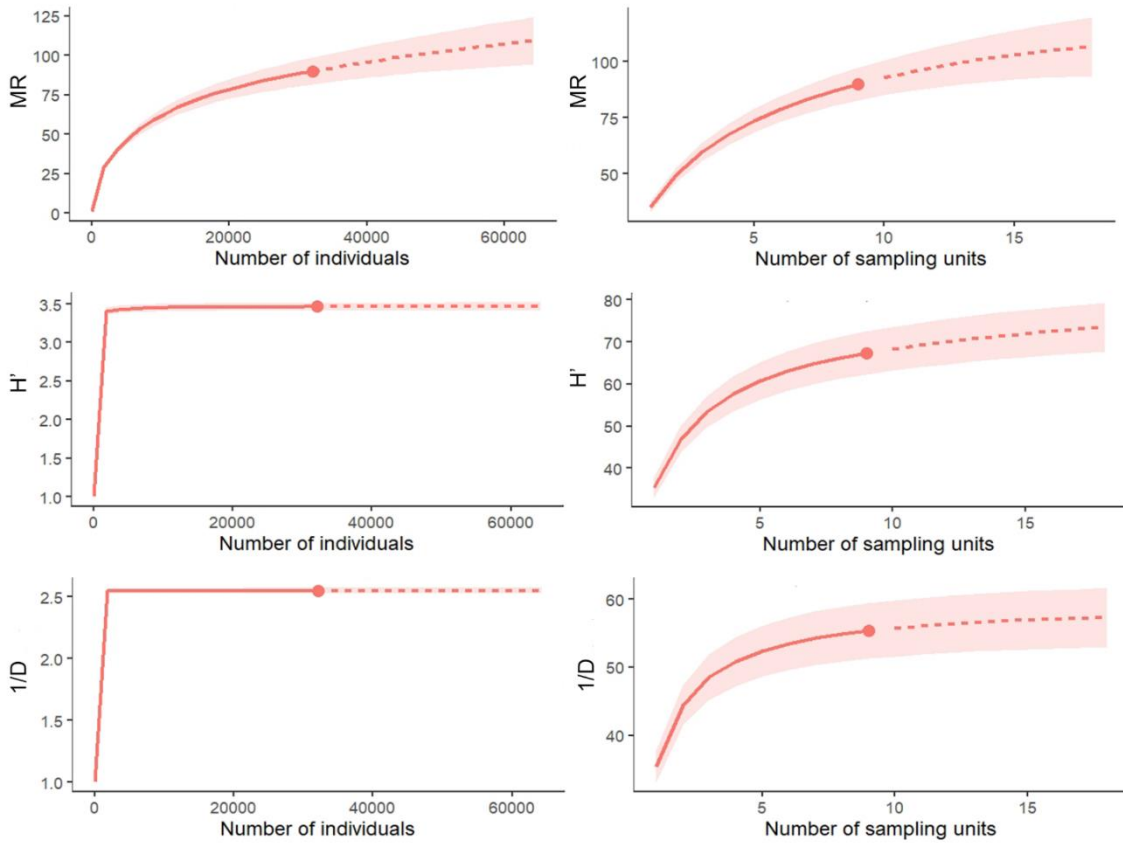 MR
125
100
75
50
25
0
0 20000 40000 60000
Number of individuals
MR
100
75
50
5 10 15
Number of sampling units
H'
3.5
3.0
2.5
2.0
1.5
1.0
0 20000 40000 60000
Number of individuals
H'
80
70
60
50
40
5 10 15
Number of sampling units
1/D
2.5
2.0
1.5
1.0
0 20000 40000 60000
Number of individuals
1/D
60
50
40
5 10 15
Number of sampling units